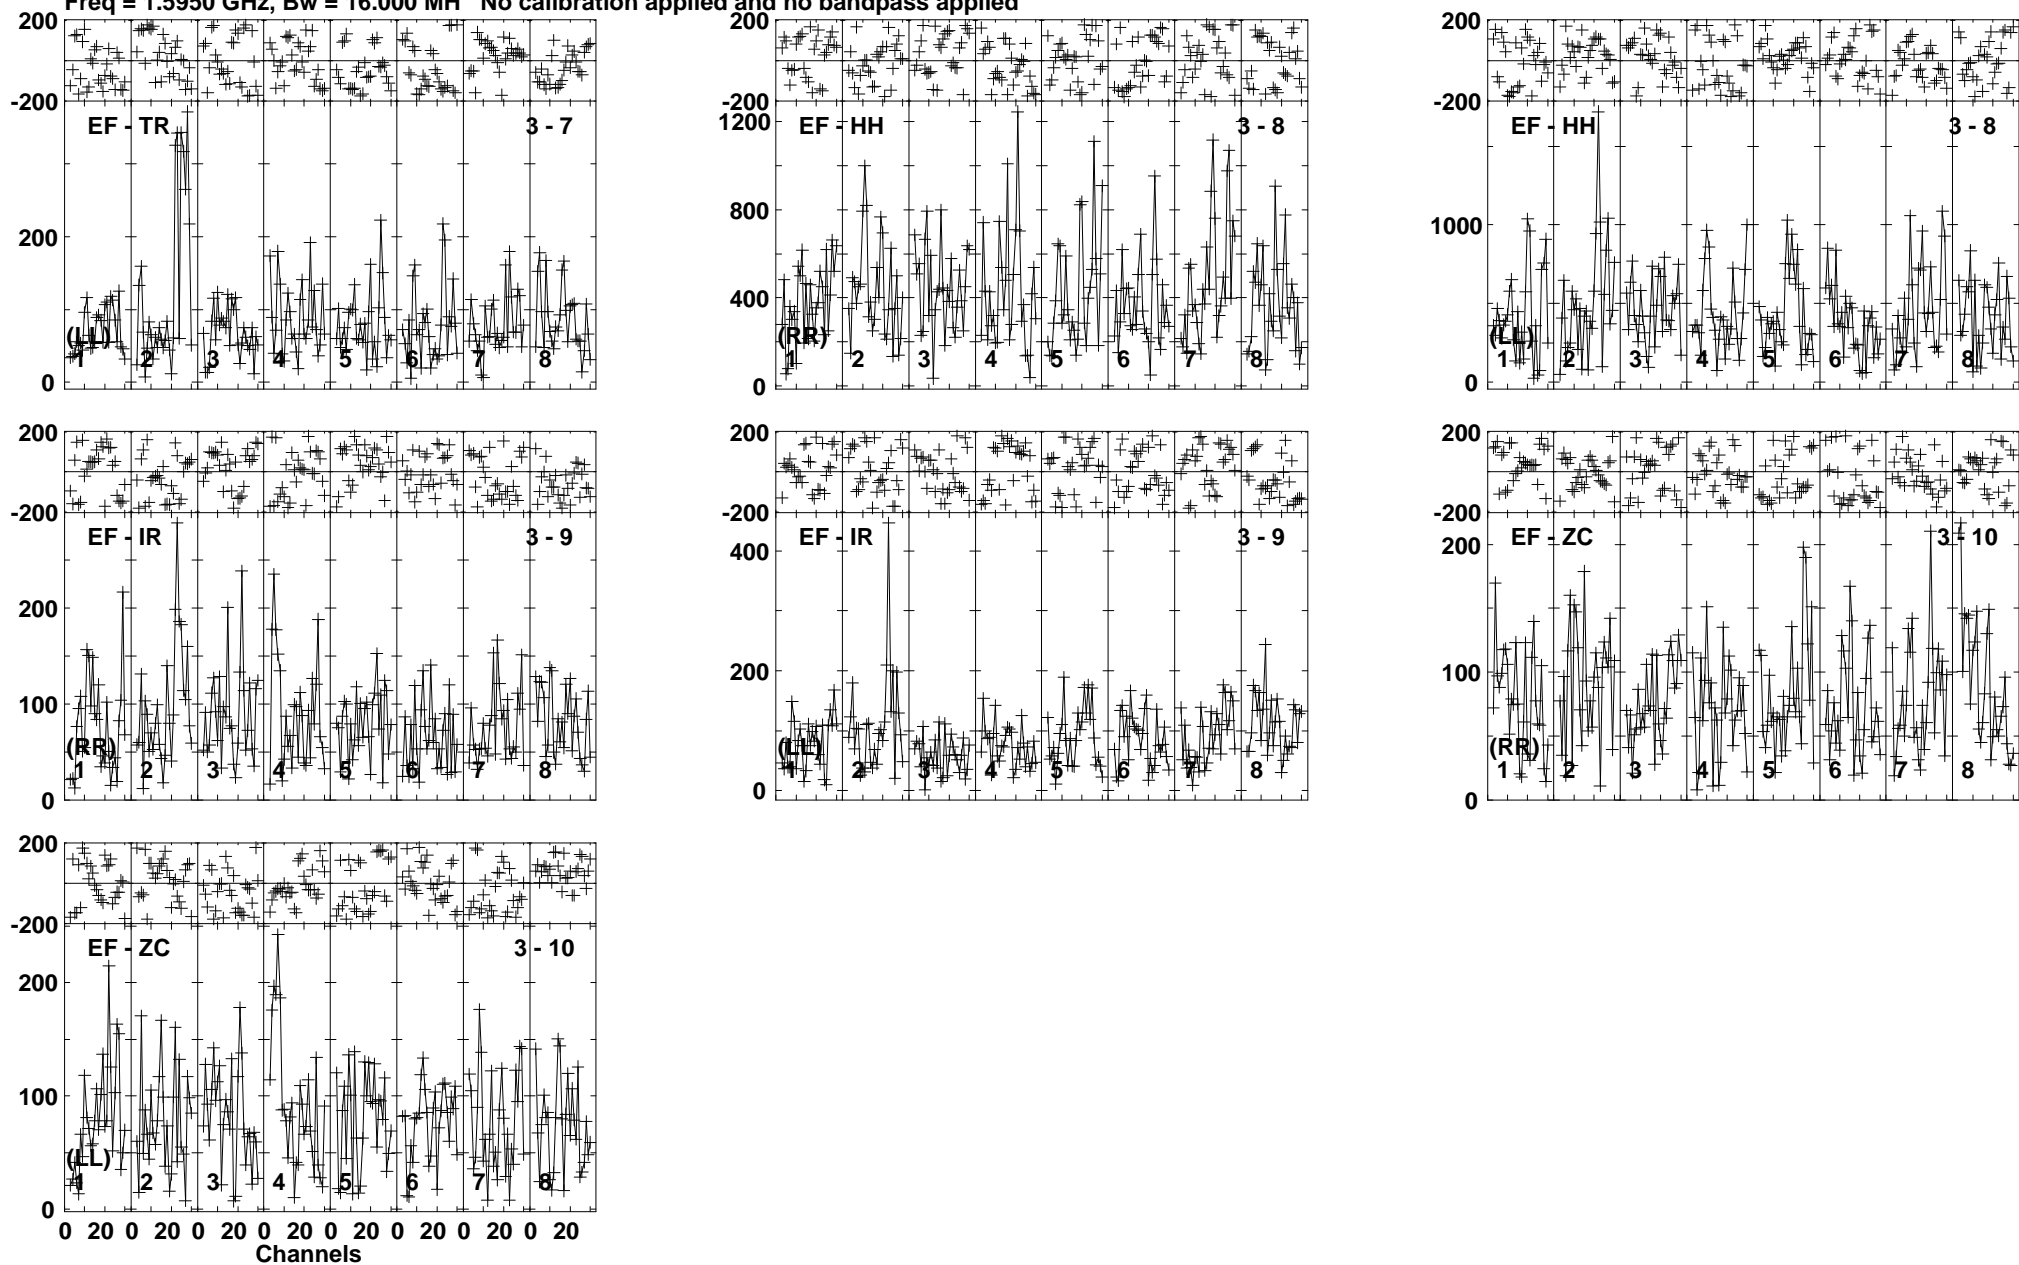 Freq = 1.5950 GHz, Bw = 16.000 MH No calibration applied and no bandpass applied
200
-200
EF - TR 3 - 7
200
(LL)
1 2 3 4 5 6 7 8
0
200
-200
1200
EF - HH 3 - 8
800
400
(RR)
1 2 3 4 5 6 7 8
0
200
-200
EF - HH 3 - 8
1000
(LL)
1 2 3 4 5 6 7 8
0
200
-200
EF - IR 3 - 9
200
100
(RR)
1 2 3 4 5 6 7 8
0
200
-200
EF - IR 3 - 9
400
200
(LL)
1 2 3 4 5 6 7 8
0
200
-200
EF - ZC 3 - 10
200
100
(RR)
1 2 3 4 5 6 7 8
0
200
-200
EF - ZC 3 - 10
200
100
(LL)
1 2 3 4 5 6 7 8
0
0 20 0 20 0 20 0 20 0 20 0 20 0 20 0 20
Channels